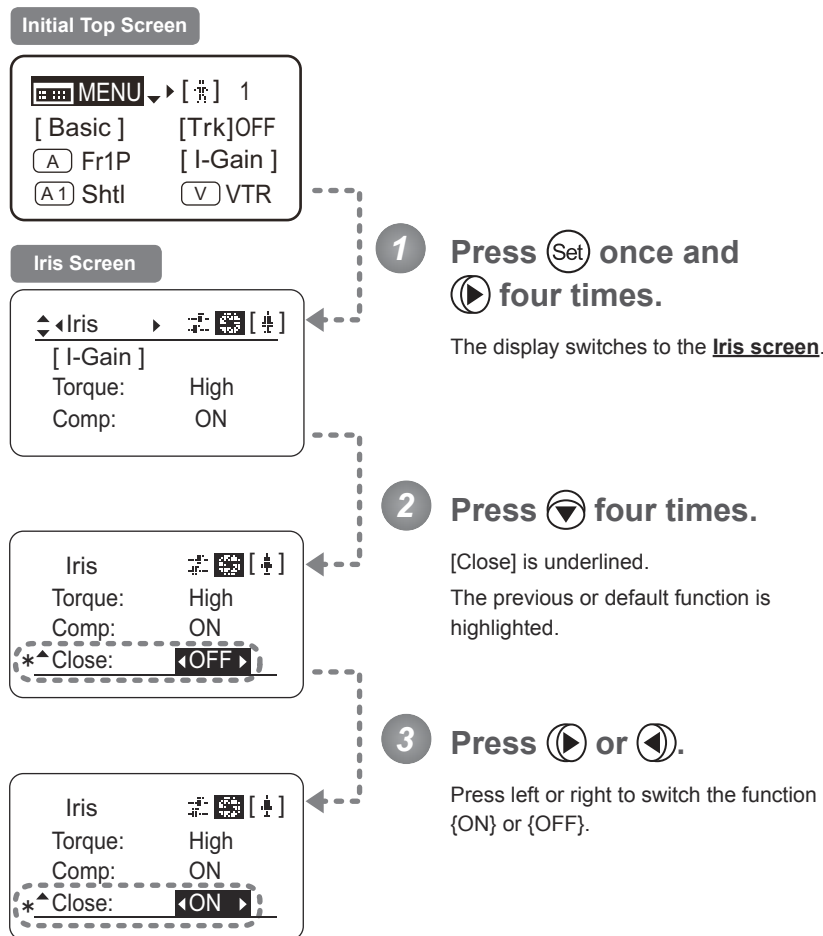 Initial Top Screen
MENU [ ] 1
[ Basic ] [Trk]OFF
A Fr1P [ I-Gain ]
A1 Shtl V VTR
Iris Screen
Iris [ ]
[ I-Gain ]
Torque: High
Comp: ON
1 Press Set once and
four times.
The display switches to the Iris screen.
Iris [ ]
Torque: High
Comp: ON
*Close: OFF
2 Press four times.
[Close] is underlined.
The previous or default function is
highlighted.
Iris [ ]
Torque: High
Comp: ON
*Close: ON
3 Press or .
Press left or right to switch the function
{ON} or {OFF}.